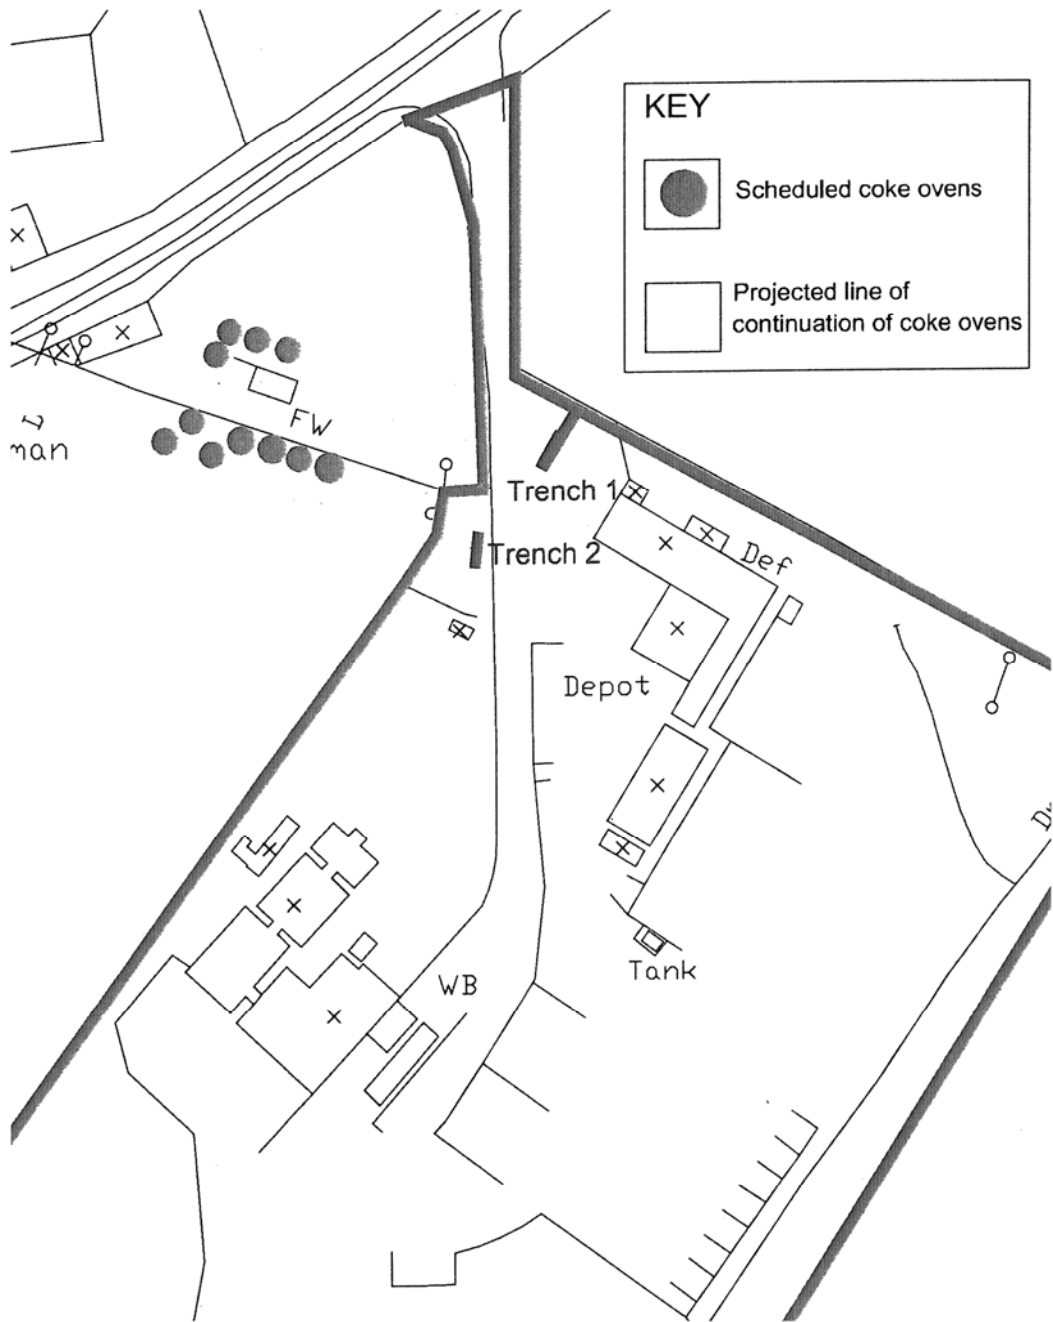 KEY
Scheduled coke ovens
Projected line of
continuation of coke ovens
FW
man
Trench 1
Trench 2
Def
Depot
Tank
WB